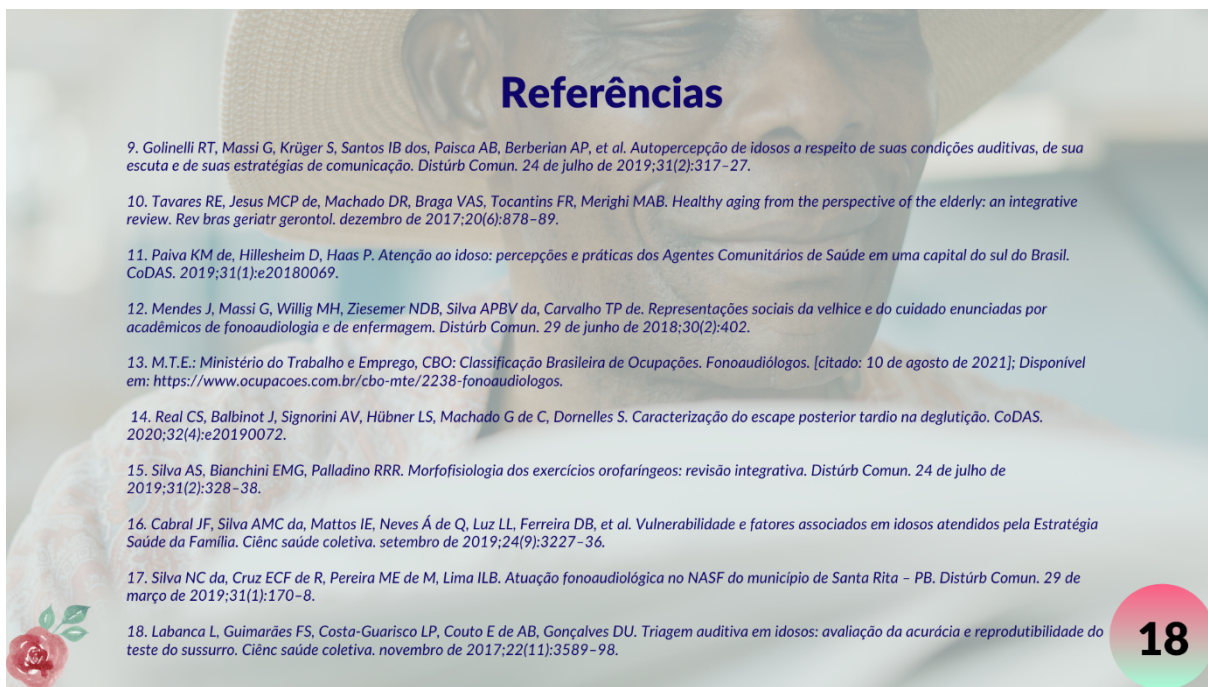 Referências
9. Golinelli RT, Massi G, Krüger S, Santos IB dos, Paisca AB, Berberian AP, et al. Autopercepção de idosos a respeito de suas condições auditivas, de sua
escuta e de suas estratégias de comunicação. Distúrb Comun. 24 de julho de 2019;31(2):317–27.
10. Tavares RE, Jesus MCP de, Machado DR, Braga VAS, Tocantins FR, Merighi MAB. Healthy aging from the perspective of the elderly: an integrative
review. Rev bras geriatr gerontol. dezembro de 2017;20(6):878–89.
11. Paiva KM de, Hillesheim D, Haas P. Atenção ao idoso: percepções e práticas dos Agentes Comunitários de Saúde em uma capital do sul do Brasil.
CoDAS. 2019;31(1):e20180069.
12. Mendes J, Massi G, Willig MH, Ziesemer NDB, Silva APBV da, Carvalho TP de. Representações sociais da velhice e do cuidado enunciadas por
acadêmicos de fonoaudiologia e de enfermagem. Distúrb Comun. 29 de junho de 2018;30(2):402.
13. M.T.E.: Ministério do Trabalho e Emprego, CBO: Classificação Brasileira de Ocupações. Fonoaudiólogos. [citado: 10 de agosto de 2021]; Disponível
em: https://www.ocupacoes.com.br/cbo-mte/2238-fonoaudiologos.
14. Real CS, Balbinot J, Signorini AV, Hübner LS, Machado G de C, Dornelles S. Caracterização do escape posterior tardio na deglutição. CoDAS.
2020;32(4):e20190072.
15. Silva AS, Bianchini EMG, Palladino RRR. Morfofisiologia dos exercícios orofaríngeos: revisão integrativa. Distúrb Comun. 24 de julho de
2019;31(2):328–38.
16. Cabral JF, Silva AMC da, Mattos IE, Neves Á de Q, Luz LL, Ferreira DB, et al. Vulnerabilidade e fatores associados em idosos atendidos pela Estratégia
Saúde da Família. Ciênc saúde coletiva. setembro de 2019;24(9):3227–36.
17. Silva NC da, Cruz ECF de R, Pereira ME de M, Lima ILB. Atuação fonoaudiológica no NASF do município de Santa Rita – PB. Distúrb Comun. 29 de
março de 2019;31(1):170–8.
18. Labanca L, Guimarães FS, Costa-Guarisco LP, Couto E de AB, Gonçalves DU. Triagem auditiva em idosos: avaliação da acurácia e reprodutibilidade do
teste do sussurro. Ciênc saúde coletiva. novembro de 2017;22(11):3589–98.
18